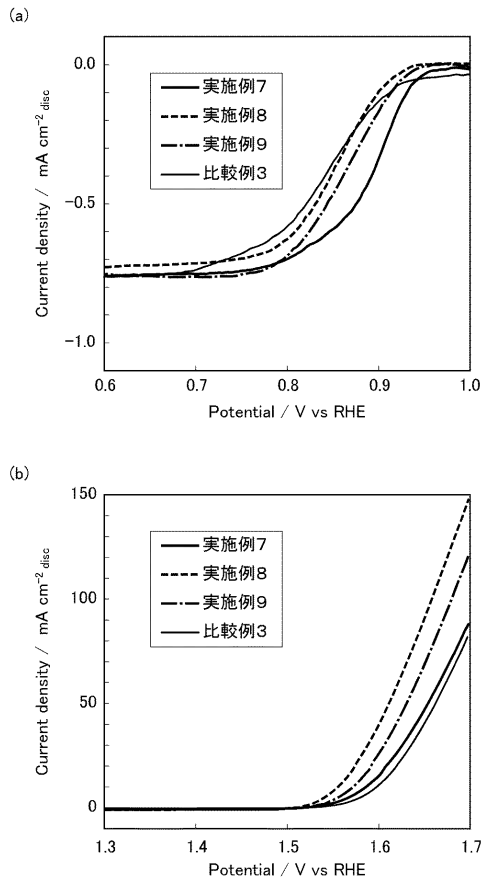 (a)
0.0
−0.5
−1.0
Current density / mA cm⁻² disc
実施例7
実施例8
実施例9
比較例3
0.6 0.7 0.8 0.9 1.0
Potential / V vs RHE
(b)
150
100
50
0
Current density / mA cm⁻² disc
実施例7
実施例8
実施例9
比較例3
1.3 1.4 1.5 1.6 1.7
Potential / V vs RHE